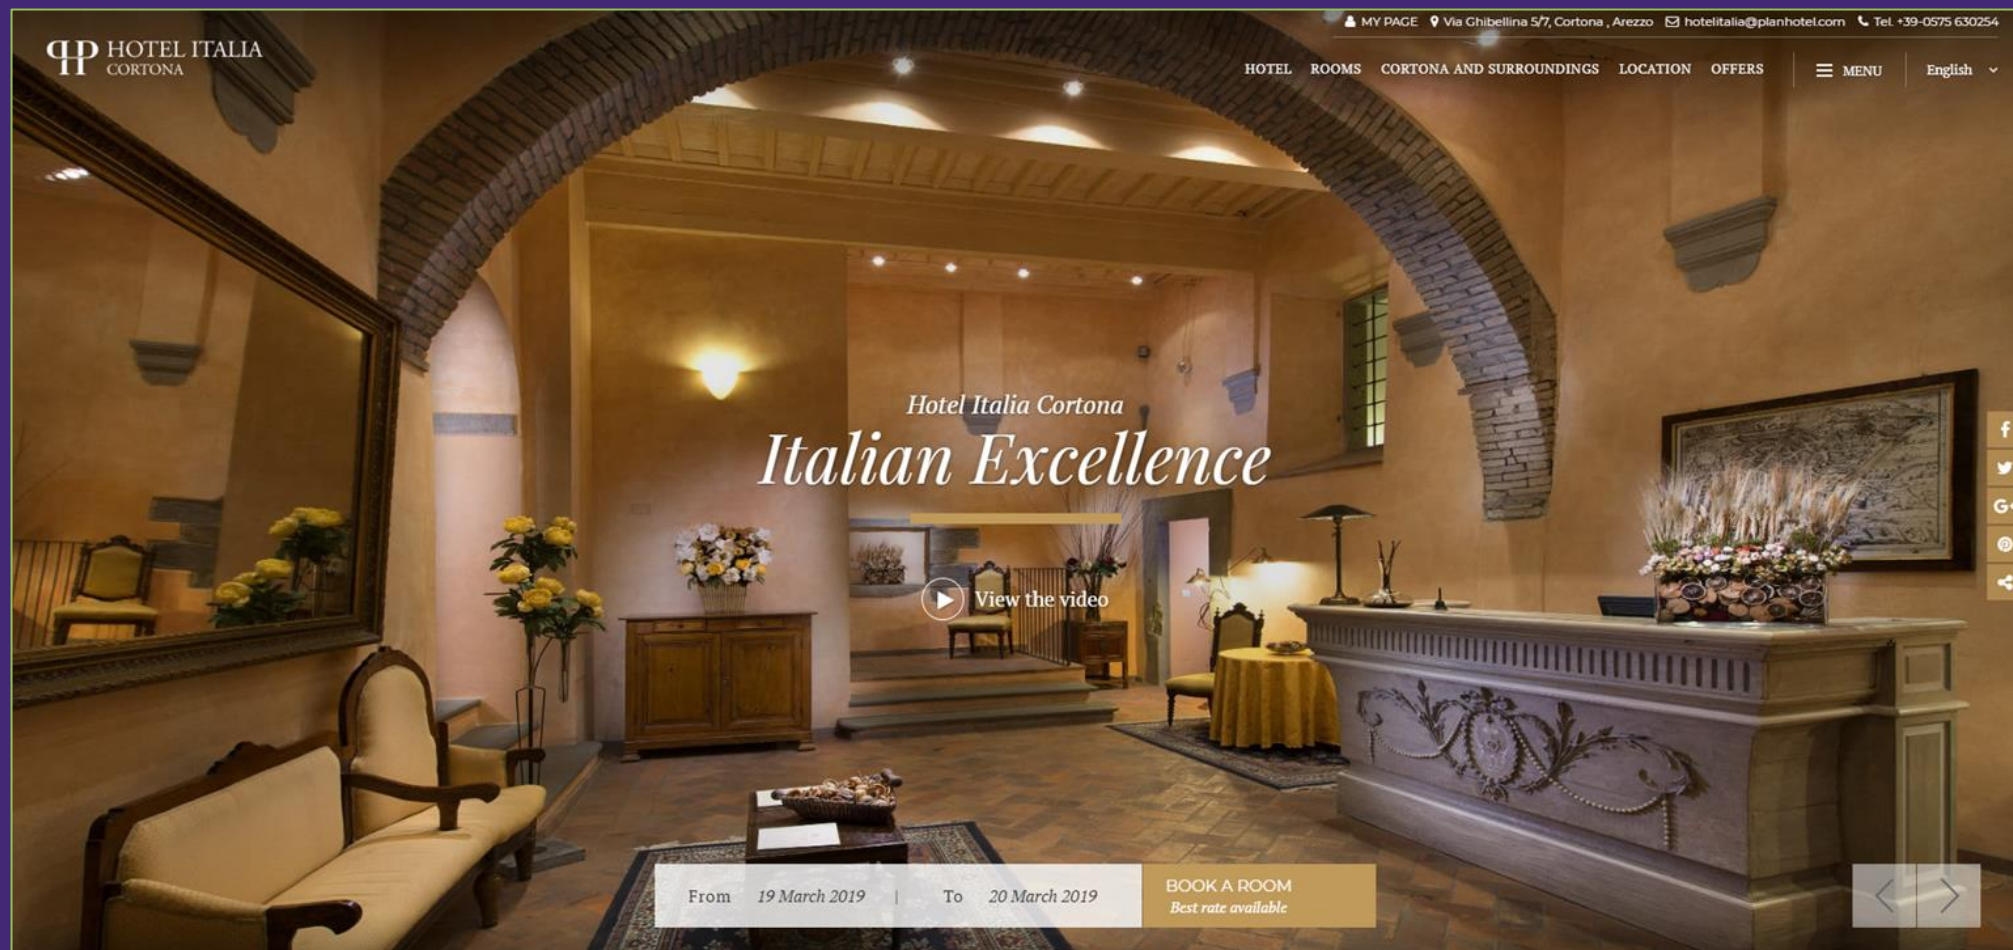 MY PAGE Via Ghibellina 5/7, Cortona , Arezzo hotelitalia@planhotel.com Tel. +39-0575 630254
HOTEL ITALIA
CORTONA
HOTEL ROOMS CORTONA AND SURROUNDINGS LOCATION OFFERS MENU English
Hotel Italia Cortona
Italian Excellence
View the video
From 19 March 2019 | To 20 March 2019
BOOK A ROOM
Best rate available